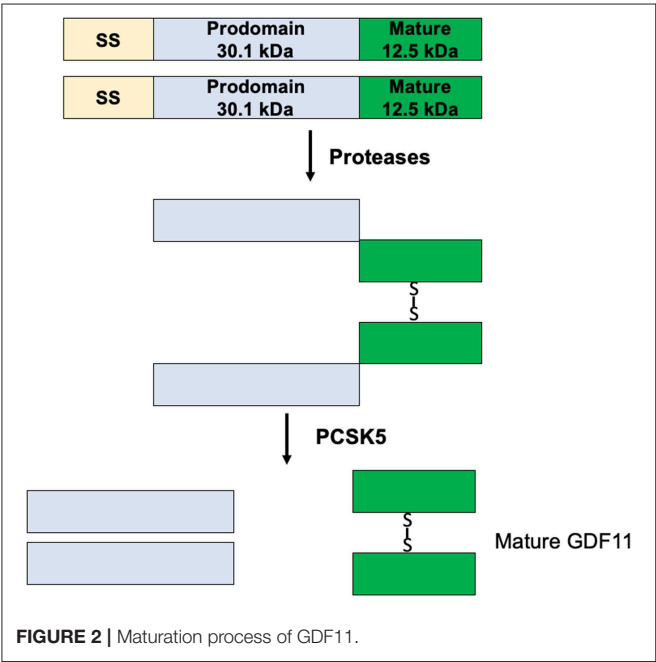 SS Prodomain Mature
30.1 kDa 12.5 kDa
SS Prodomain Mature
30.1 kDa 12.5 kDa
Proteases
S
S
PCSK5
S
S
Mature GDF11
FIGURE 2 | Maturation process of GDF11.